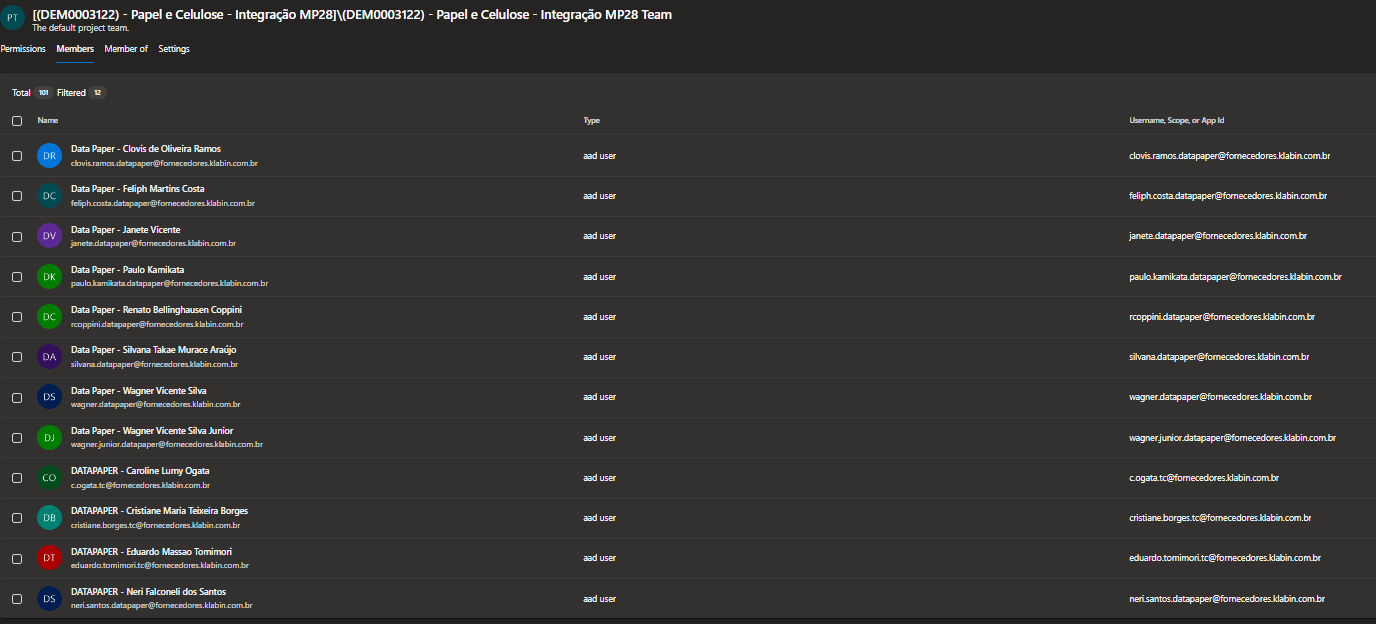 PT
[(DEM0003122) - Papel e Celulose - Integração MP28]\(DEM0003122) - Papel e Celulose - Integração MP28 Team
The default project team.
Permissions Members Member of Settings
Total 101 Filtered 12
Name Type Username, Scope, or App Id
DR Data Paper - Clovis de Oliveira Ramos
clovis.ramos.datapaper@fornecedores.klabin.com.br aad user clovis.ramos.datapaper@fornecedores.klabin.com.br
DC Data Paper - Feliph Martins Costa
feliph.costa.datapaper@fornecedores.klabin.com.br aad user feliph.costa.datapaper@fornecedores.klabin.com.br
DV Data Paper - Janete Vicente
janete.datapaper@fornecedores.klabin.com.br aad user janete.datapaper@fornecedores.klabin.com.br
DK Data Paper - Paulo Kamikata
paulo.kamikata.datapaper@fornecedores.klabin.com.br aad user paulo.kamikata.datapaper@fornecedores.klabin.com.br
DC Data Paper - Renato Bellinghausen Coppini
rcoppini.datapaper@fornecedores.klabin.com.br aad user rcoppini.datapaper@fornecedores.klabin.com.br
DA Data Paper - Silvana Takae Murace Araújo
silvana.datapaper@fornecedores.klabin.com.br aad user silvana.datapaper@fornecedores.klabin.com.br
DS Data Paper - Wagner Vicente Silva
wagner.datapaper@fornecedores.klabin.com.br aad user wagner.datapaper@fornecedores.klabin.com.br
DJ Data Paper - Wagner Vicente Silva Junior
wagner.junior.datapaper@fornecedores.klabin.com.br aad user wagner.junior.datapaper@fornecedores.klabin.com.br
CO DATAPAPER - Caroline Lumy Ogata
c.ogata.tc@fornecedores.klabin.com.br aad user c.ogata.tc@fornecedores.klabin.com.br
DB DATAPAPER - Cristiane Maria Teixeira Borges
cristiane.borges.tc@fornecedores.klabin.com.br aad user cristiane.borges.tc@fornecedores.klabin.com.br
DT DATAPAPER - Eduardo Massao Tomimori
eduardo.tomimori.tc@fornecedores.klabin.com.br aad user eduardo.tomimori.tc@fornecedores.klabin.com.br
DS DATAPAPER - Neri Falconeli dos Santos
neri.santos.datapaper@fornecedores.klabin.com.br aad user neri.santos.datapaper@fornecedores.klabin.com.br